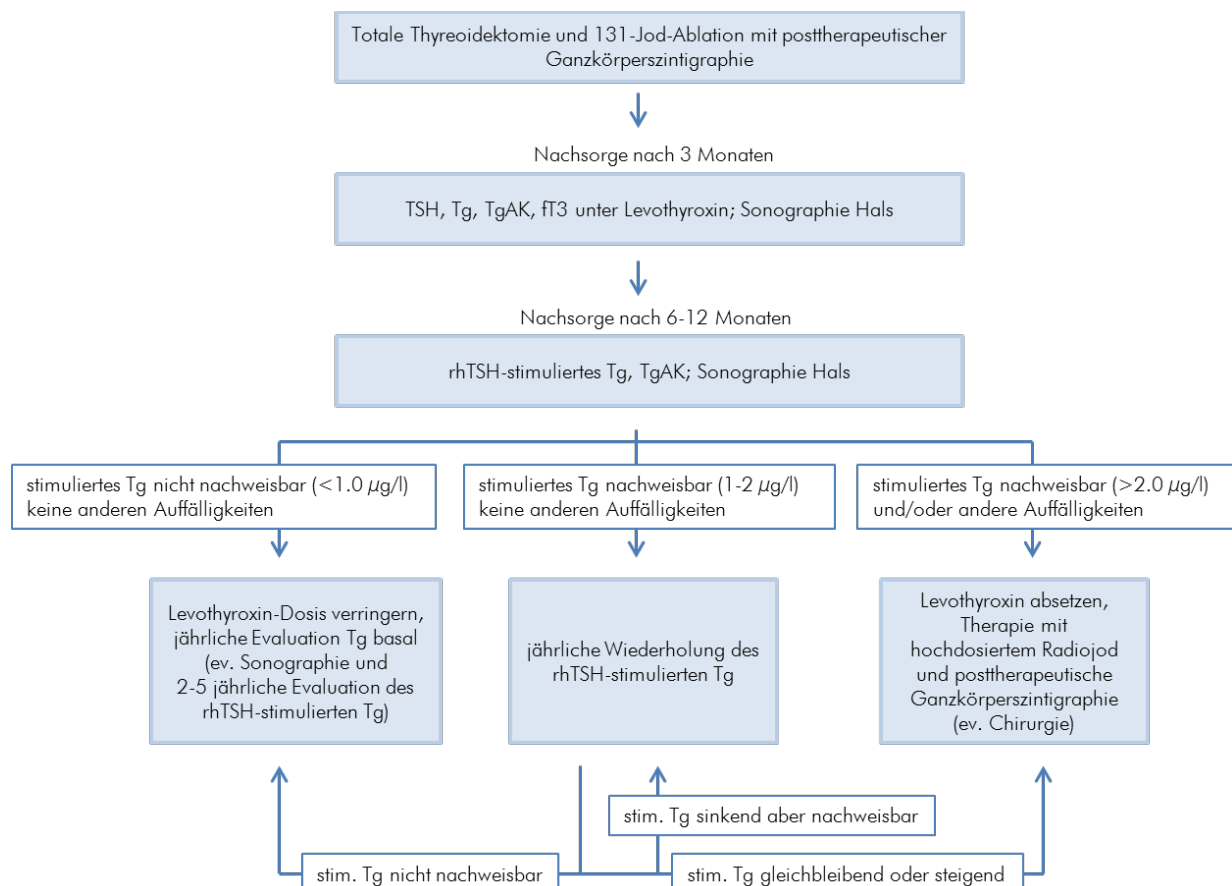 Totale Thyreoidektomie und 131-Jod-Ablation mit posttherapeutischer
Ganzkörperszintigraphie
Nachsorge nach 3 Monaten
TSH, Tg, TgAK, fT3 unter Levothyroxin; Sonographie Hals
Nachsorge nach 6-12 Monaten
rhTSH-stimuliertes Tg, TgAK; Sonographie Hals
stimuliertes Tg nicht nachweisbar (<1.0 µg/l)
keine anderen Auffälligkeiten
stimuliertes Tg nachweisbar (1-2 µg/l)
keine anderen Auffälligkeiten
stimuliertes Tg nachweisbar (>2.0 µg/l)
und/oder andere Auffälligkeiten
Levothyroxin-Dosis verringern,
jährliche Evaluation Tg basal
(ev. Sonographie und
2-5 jährliche Evaluation des
rhTSH-stimulierten Tg)
jährliche Wiederholung des
rhTSH-stimulierten Tg
Levothyroxin absetzen,
Therapie mit
hochdosiertem Radiojod
und posttherapeutische
Ganzkörperszintigraphie
(ev. Chirurgie)
stim. Tg sinkend aber nachweisbar
stim. Tg nicht nachweisbar
stim. Tg gleichbleibend oder steigend